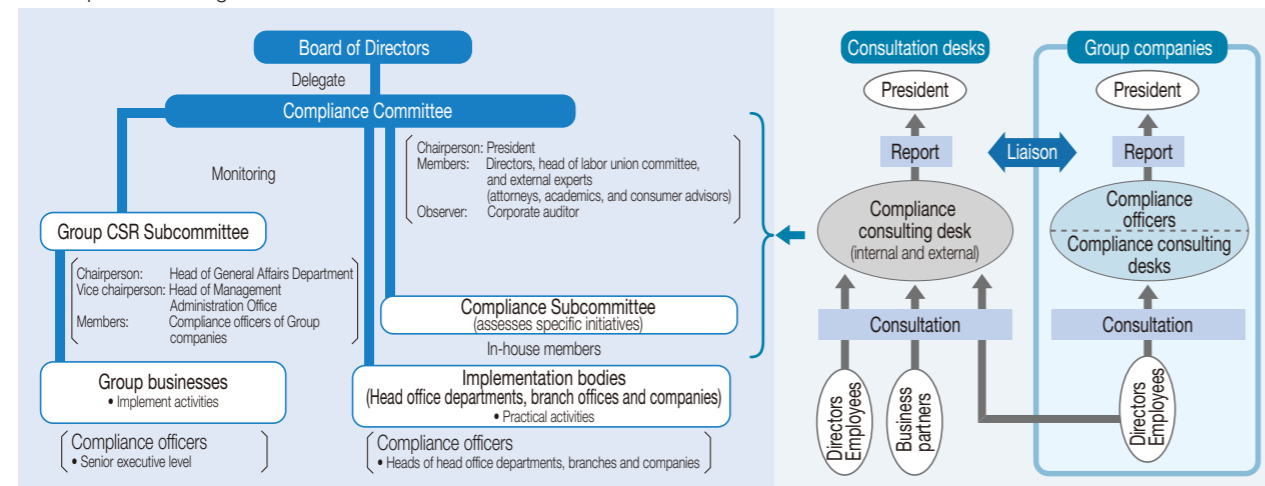 Board of Directors
Delegate
Compliance Committee
Chairperson: President
Members: Directors, head of labor union committee,
and external experts
(attorneys, academics, and consumer advisors)
Observer: Corporate auditor
Monitoring
Group CSR Subcommittee
Chairperson: Head of General Affairs Department
Vice chairperson: Head of Management
Administration Office
Members: Compliance officers of Group
companies
Compliance Subcommittee
(assesses specific initiatives)
In-house members
Group businesses
• Implement activities
Compliance officers
• Senior executive level
Implementation bodies
(Head office departments, branch offices and companies)
• Practical activities
Compliance officers
• Heads of head office departments, branches and companies
Consultation desks
President
Report
Compliance
consulting desk
(internal and external)
Consultation
Directors
Employees
Business
partners
Liaison
Group companies
President
Report
Compliance
officers
Compliance consulting
desks
Consultation
Directors
Employees